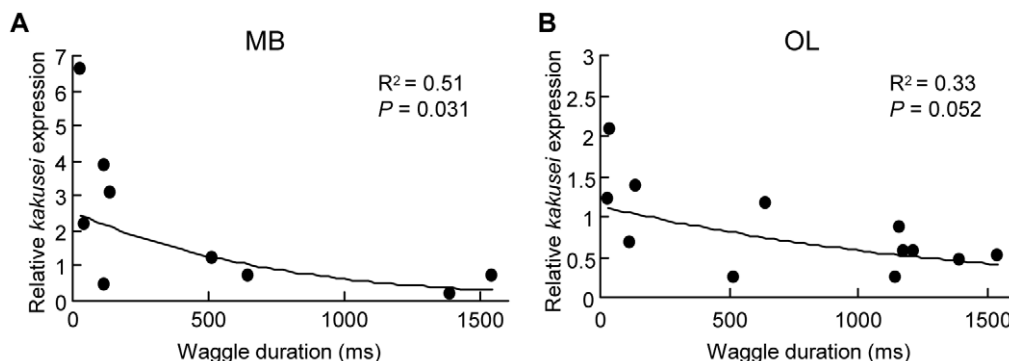 A
MB
Relative kakusei expression
7
6
5
4
3
2
1
0
R² = 0.51
P = 0.031
0
500
1000
1500
Waggle duration (ms)
B
OL
Relative kakusei expression
3
2.5
2
1.5
1
0.5
0
R² = 0.33
P = 0.052
0
500
1000
1500
Waggle duration (ms)